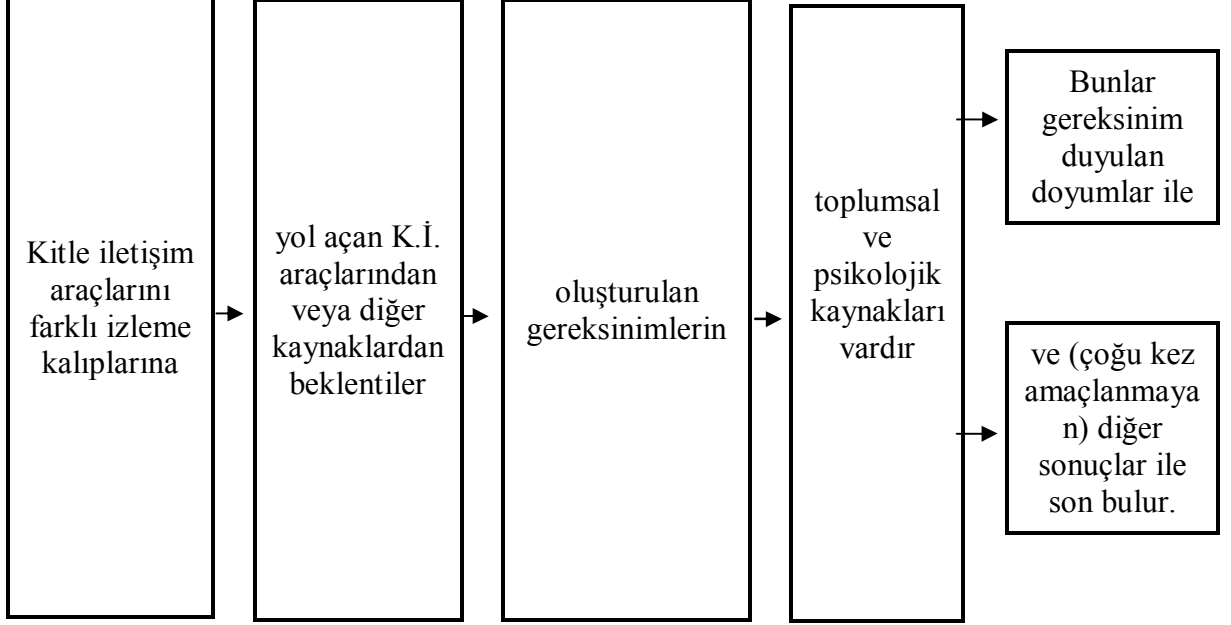 Kitle iletişim
araçlarını
farklı izleme
kalıplarına
yol açan K.İ.
araçlarından
veya diğer
kaynaklardan
beklentiler
oluşturulan
gereksinimlerin
toplumsal
ve
psikolojik
kaynakları
vardır
Bunlar
gereksinim
duyulan
doyumlar ile
ve (çoğu kez
amaçlanmaya
n) diğer
sonuçlar ile
son bulur.